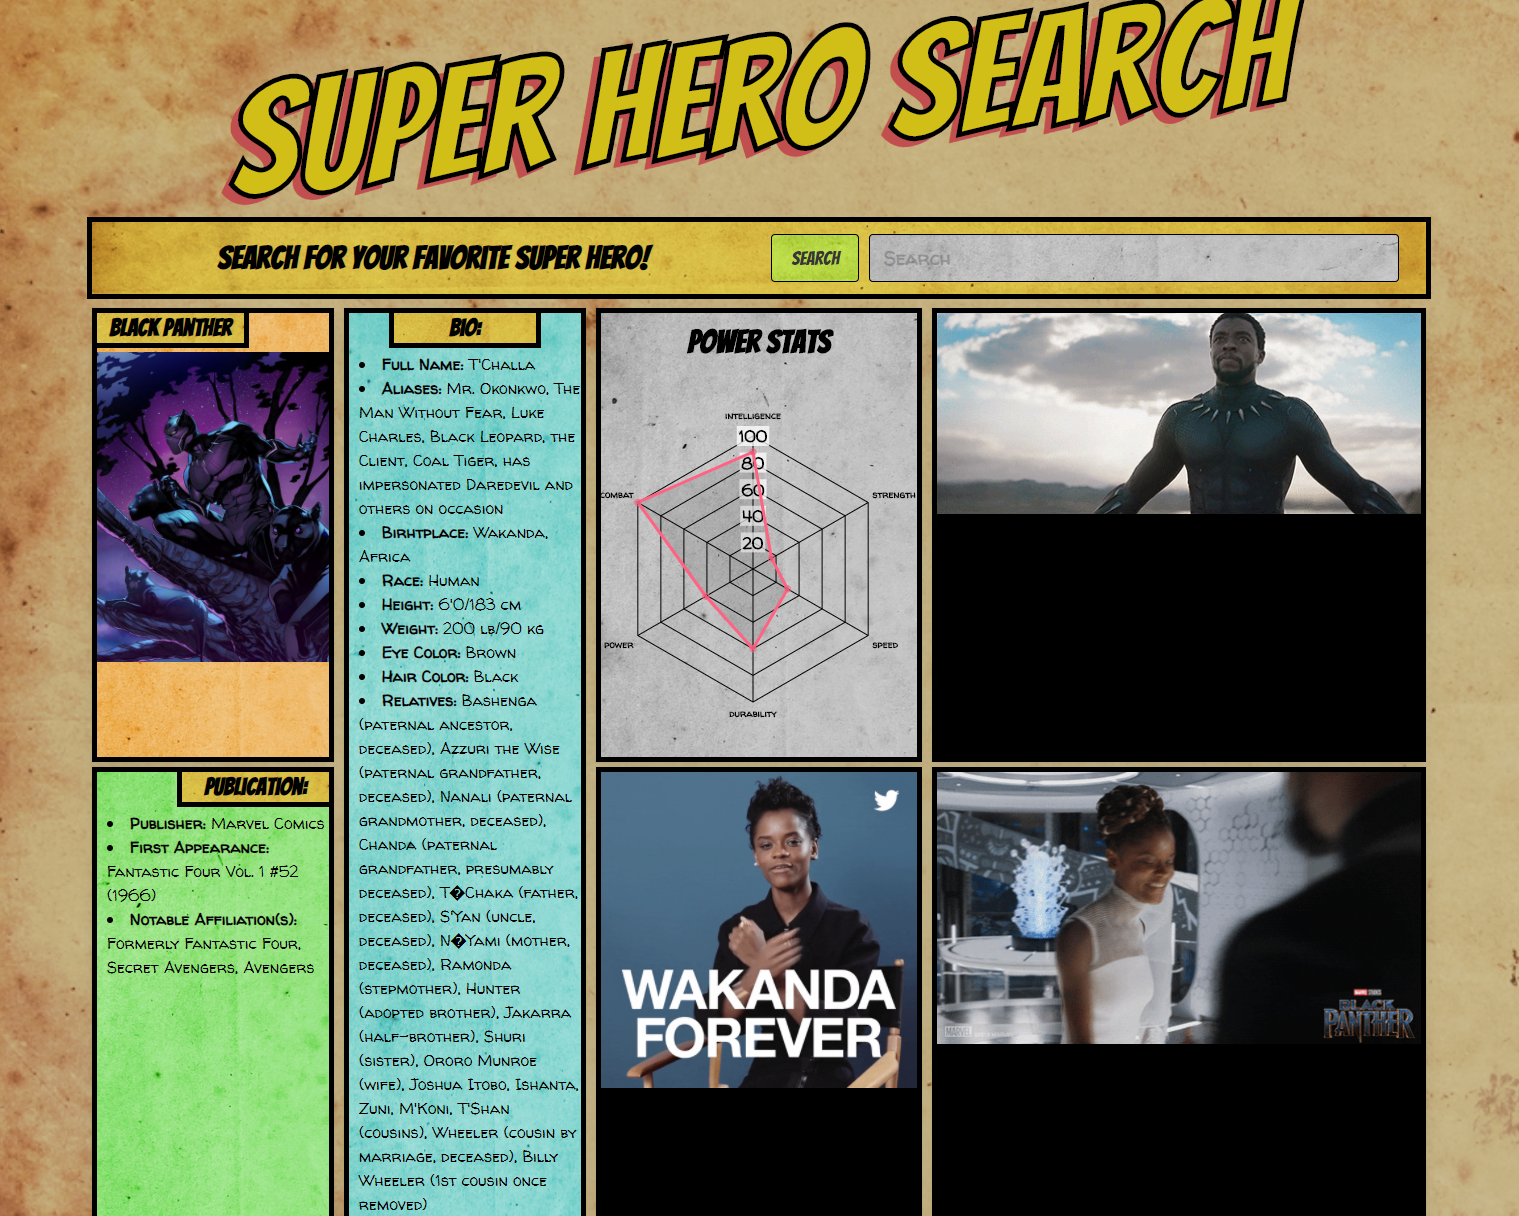 SUPER HERO SEARCH
SEARCH FOR YOUR FAVORITE SUPER HERO!
SEARCH
Search
BLACK PANTHER
PUBLICATION:
Publisher: Marvel Comics
First Appearance:
Fantastic Four Vol. 1 #52
(1966)
Notable Affiliation(s):
Formerly Fantastic Four,
Secret Avengers, Avengers
BIO:
Full Name: T'Challa
Aliases: Mr. Okonkwo, The
Man Without Fear, Luke
Charles, Black Leopard, the
Client, Coal Tiger, has
impersonated Daredevil and
others on occasion
Birhtplace: Wakanda,
Africa
Race: Human
Height: 6'0/183 cm
Weight: 200 lb/90 kg
Eye Color: Brown
Hair Color: Black
Relatives: Bashenga
(paternal ancestor,
deceased), Azzuri the Wise
(paternal grandfather,
deceased), Nanali (paternal
grandmother, deceased),
Chanda (paternal
grandfather, presumably
deceased), T�Chaka (father,
deceased), S'Yan (uncle,
deceased), N�Yami (mother,
deceased), Ramonda
(stepmother), Hunter
(adopted brother), Jakarra
(half-brother), Shuri
(sister), Ororo Munroe
(wife), Joshua Itobo, Ishanta,
Zuni, M'Koni, T'Shan
(cousins), Wheeler (cousin by
marriage, deceased), Billy
Wheeler (1st cousin once
removed)
POWER STATS
INTELLIGENCE
100
80
60
40
20
COMBAT
STRENGTH
POWER
SPEED
DURABILITY
WAKANDA
FOREVER
MARVEL STUDIOS
BLACK
PANTHER
MARVEL